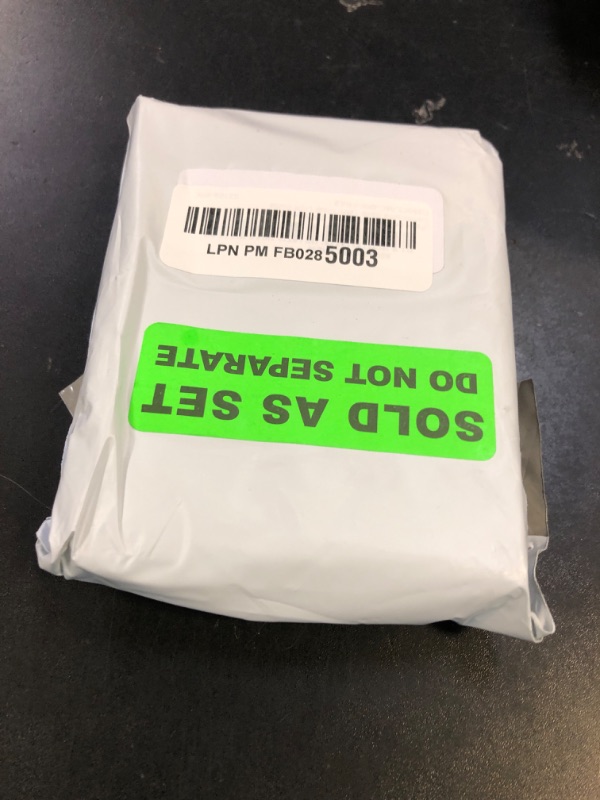 LPN PM FB0285003
SOLD AS SET
DO NOT SEPARATE